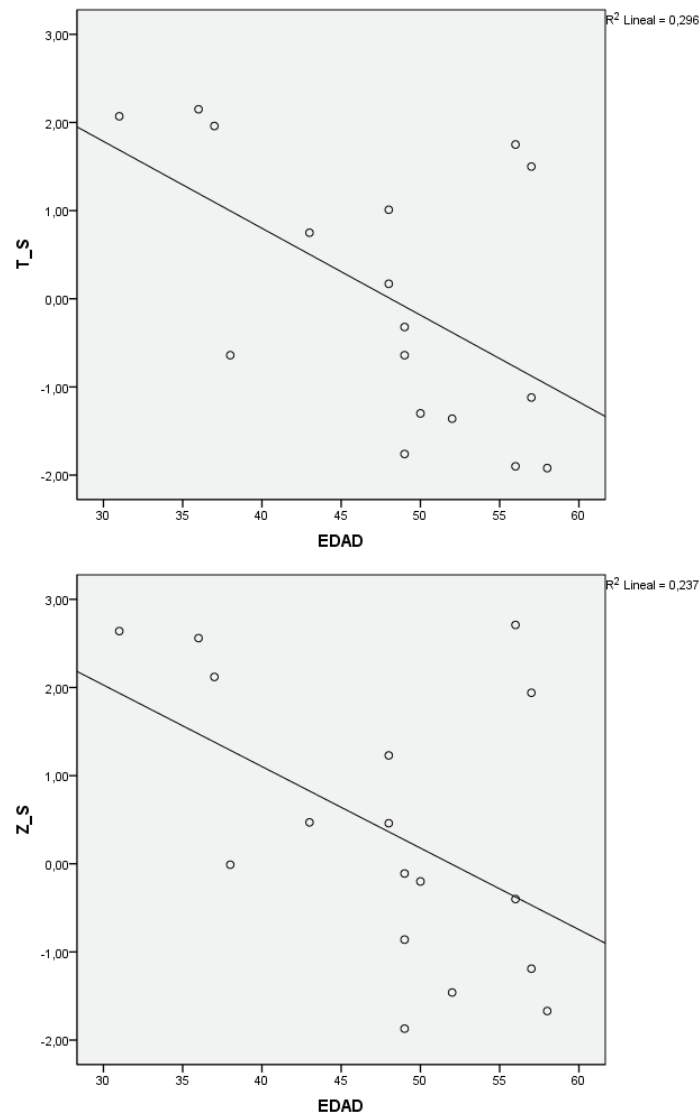 R² Lineal = 0,296
3,00
2,00
1,00
0,00
-1,00
-2,00
T_S
30 35 40 45 50 55 60
EDAD
R² Lineal = 0,237
3,00
2,00
1,00
0,00
-1,00
-2,00
Z_S
30 35 40 45 50 55 60
EDAD